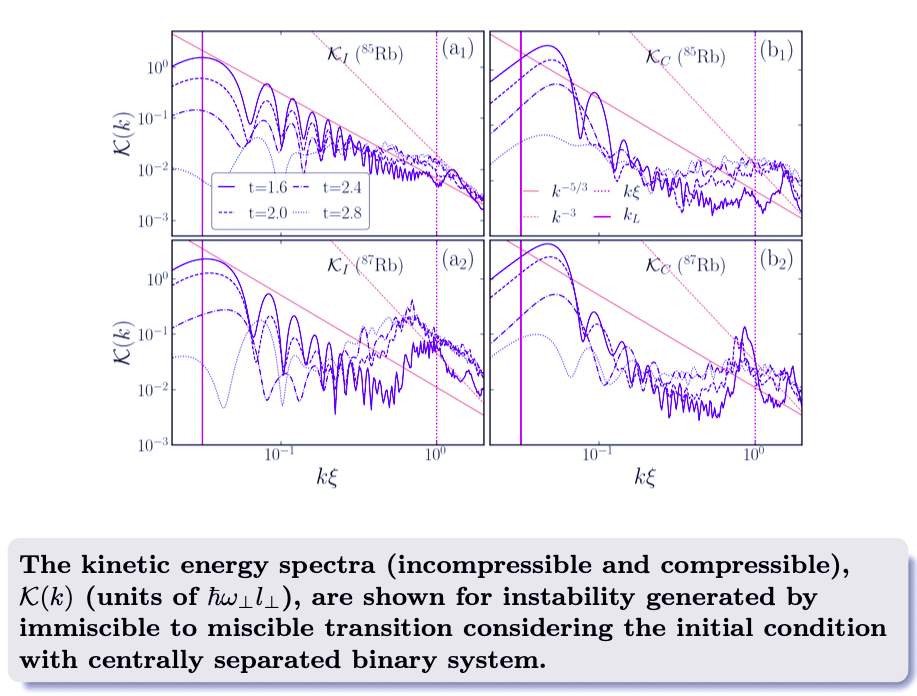 𝒦_I (⁸⁵Rb) (a₁)
𝒦_C (⁸⁵Rb) (b₁)
10⁰
10⁻¹
10⁻²
10⁻³
𝒦(k)
t=1.6 t=2.4
t=2.0 t=2.8
k⁻⁵/³ kξ
k⁻³ k_L
𝒦_I (⁸⁷Rb) (a₂)
𝒦_C (⁸⁷Rb) (b₂)
10⁰
10⁻¹
10⁻²
10⁻³
𝒦(k)
10⁻¹ 10⁰
10⁻¹ 10⁰
kξ
kξ
The kinetic energy spectra (incompressible and compressible),
𝒦(k) (units of ℏω⊥l⊥), are shown for instability generated by
immiscible to miscible transition considering the initial condition
with centrally separated binary system.